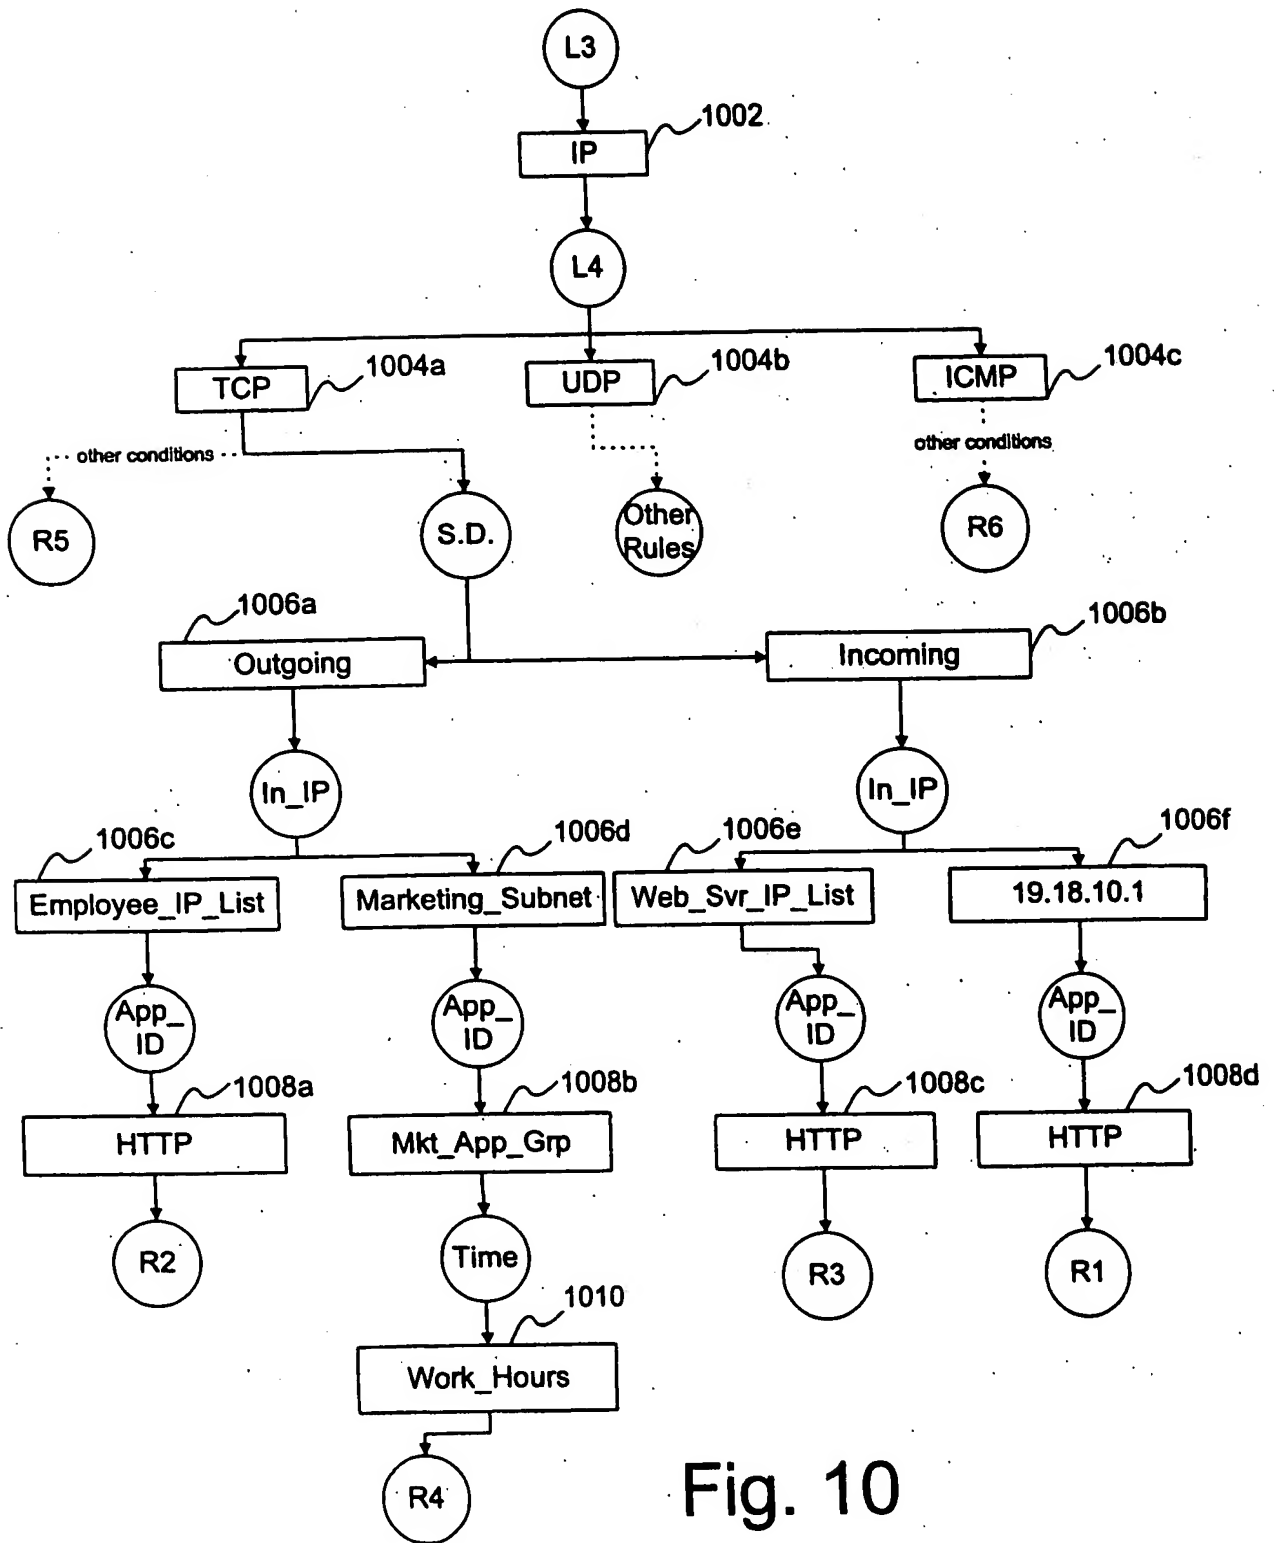 L3
1002
IP
L4
1004a
1004b
1004c
TCP
UDP
ICMP
other conditions
other conditions
R5
S.D.
Other
Rules
R6
1006a
1006b
Outgoing
Incoming
In_IP
In_IP
1006c
1006d
1006e
1006f
Employee_IP_List
Marketing_Subnet
Web_Svr_IP_List
19.18.10.1
App_
ID
App_
ID
App_
ID
App_
ID
1008a
1008b
1008c
1008d
HTTP
Mkt_App_Grp
HTTP
HTTP
R2
Time
R3
R1
1010
Work_Hours
R4
Fig. 10